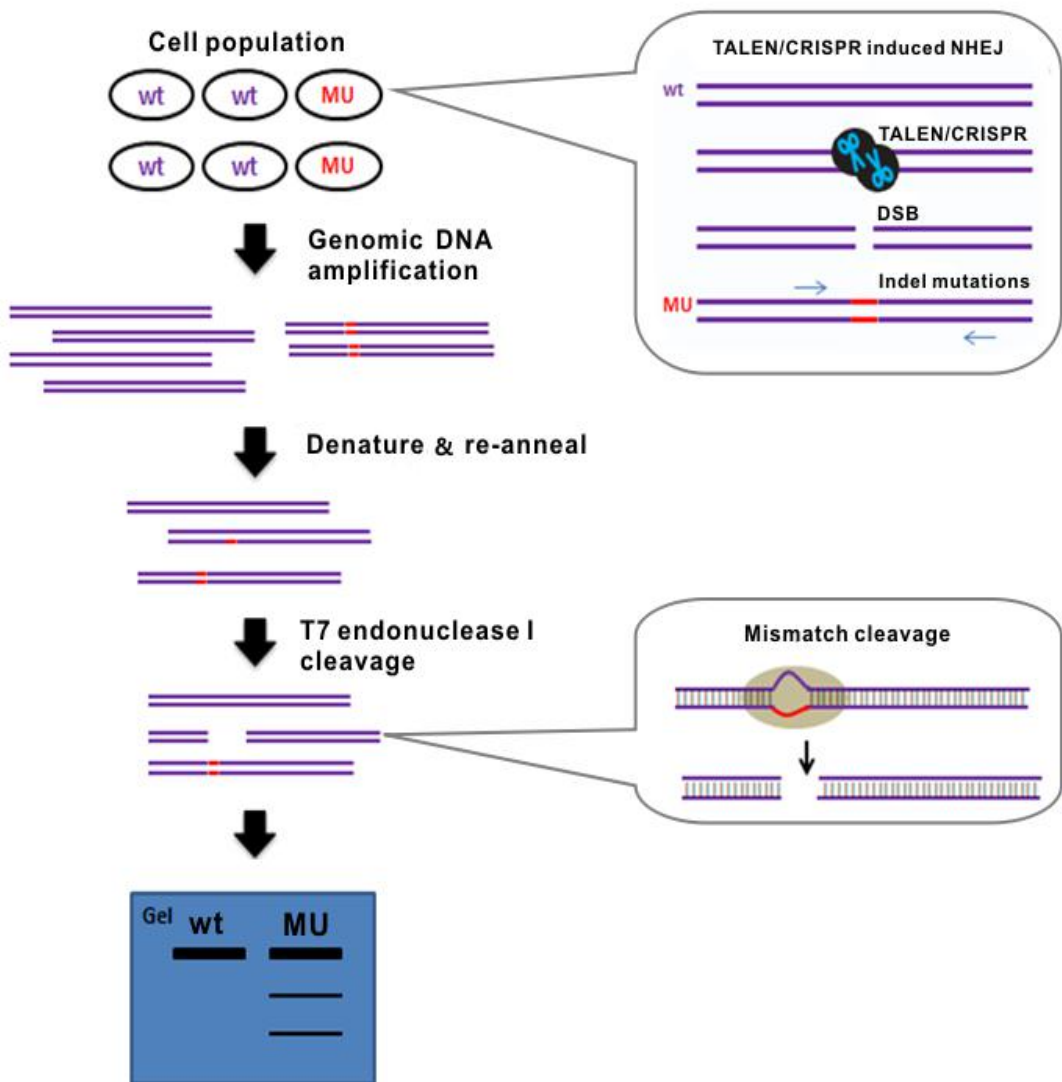 Cell population
wt wt MU
wt wt MU
TALEN/CRISPR induced NHEJ
wt
TALEN/CRISPR
DSB
Indel mutations
MU
Genomic DNA
amplification
Denature & re-anneal
T7 endonuclease I
cleavage
Mismatch cleavage
Gel wt MU